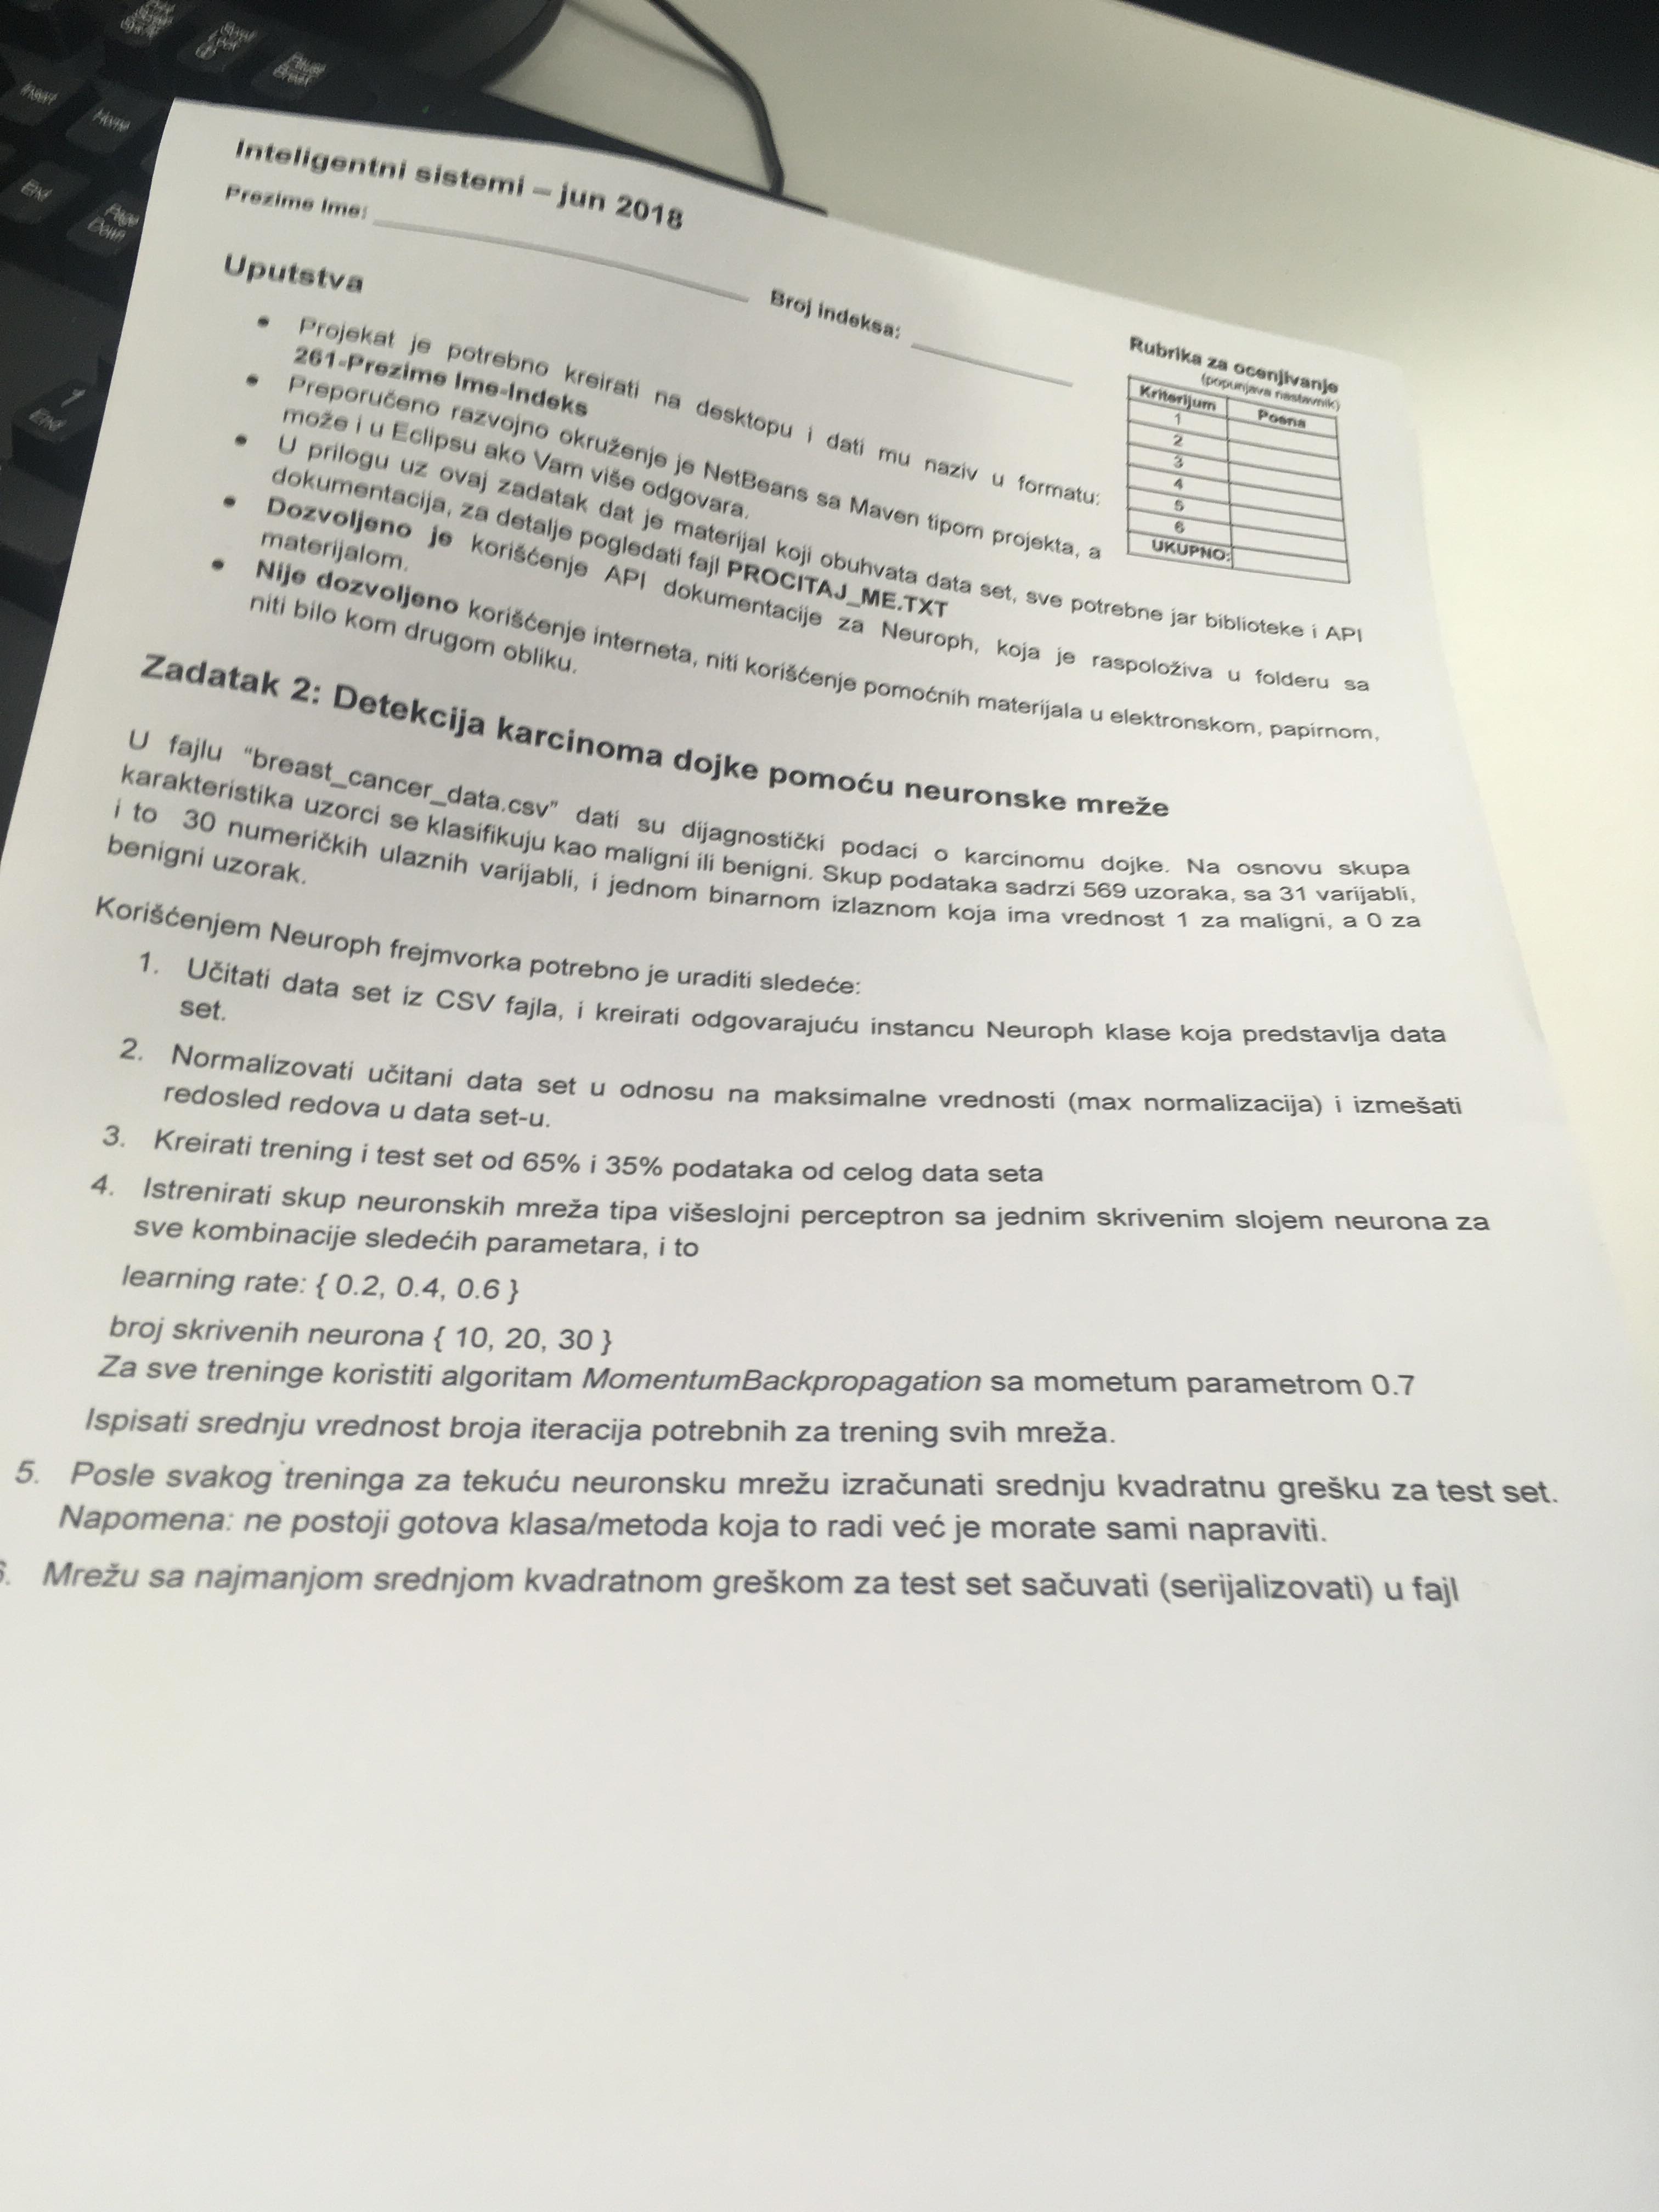 Insert
Home
End
Page
Down
Pause
Break
1
End
Inteligentni sistemi – jun 2018
Prezime Ime: Broj indeksa:
Rubrika za ocenjivanje
(popunjava nastavnik)
Kriterijum Poena
1
2
3
4
5
6
UKUPNO:
Uputstva
• Projekat je potrebno kreirati na desktopu i dati mu naziv u formatu:
261-Prezime Ime-Indeks
• Preporučeno razvojno okruženje je NetBeans sa Maven tipom projekta, a
može i u Eclipsu ako Vam više odgovara.
• U prilogu uz ovaj zadatak dat je materijal koji obuhvata data set, sve potrebne jar biblioteke i API
dokumentacija, za detalje pogledati fajl PROCITAJ_ME.TXT
• Dozvoljeno je korišćenje API dokumentacije za Neuroph, koja je raspoloživa u folderu sa
materijalom.
• Nije dozvoljeno korišćenje interneta, niti korišćenje pomoćnih materijala u elektronskom, papirnom,
niti bilo kom drugom obliku.
Zadatak 2: Detekcija karcinoma dojke pomoću neuronske mreže
U fajlu “breast_cancer_data.csv” dati su dijagnostički podaci o karcinomu dojke. Na osnovu skupa
karakteristika uzorci se klasifikuju kao maligni ili benigni. Skup podataka sadrzi 569 uzoraka, sa 31 varijabli,
i to 30 numeričkih ulaznih varijabli, i jednom binarnom izlaznom koja ima vrednost 1 za maligni, a 0 za
benigni uzorak.
Korišćenjem Neuroph frejmvorka potrebno je uraditi sledeće:
1. Učitati data set iz CSV fajla, i kreirati odgovarajuću instancu Neuroph klase koja predstavlja data
set.
2. Normalizovati učitani data set u odnosu na maksimalne vrednosti (max normalizacija) i izmešati
redosled redova u data set-u.
3. Kreirati trening i test set od 65% i 35% podataka od celog data seta
4. Istrenirati skup neuronskih mreža tipa višeslojni perceptron sa jednim skrivenim slojem neurona za
sve kombinacije sledećih parametara, i to
learning rate: { 0.2, 0.4, 0.6 }
broj skrivenih neurona { 10, 20, 30 }
Za sve treninge koristiti algoritam MomentumBackpropagation sa mometum parametrom 0.7
Ispisati srednju vrednost broja iteracija potrebnih za trening svih mreža.
5. Posle svakog treninga za tekuću neuronsku mrežu izračunati srednju kvadratnu grešku za test set.
Napomena: ne postoji gotova klasa/metoda koja to radi već je morate sami napraviti.
6. Mrežu sa najmanjom srednjom kvadratnom greškom za test set sačuvati (serijalizovati) u fajl